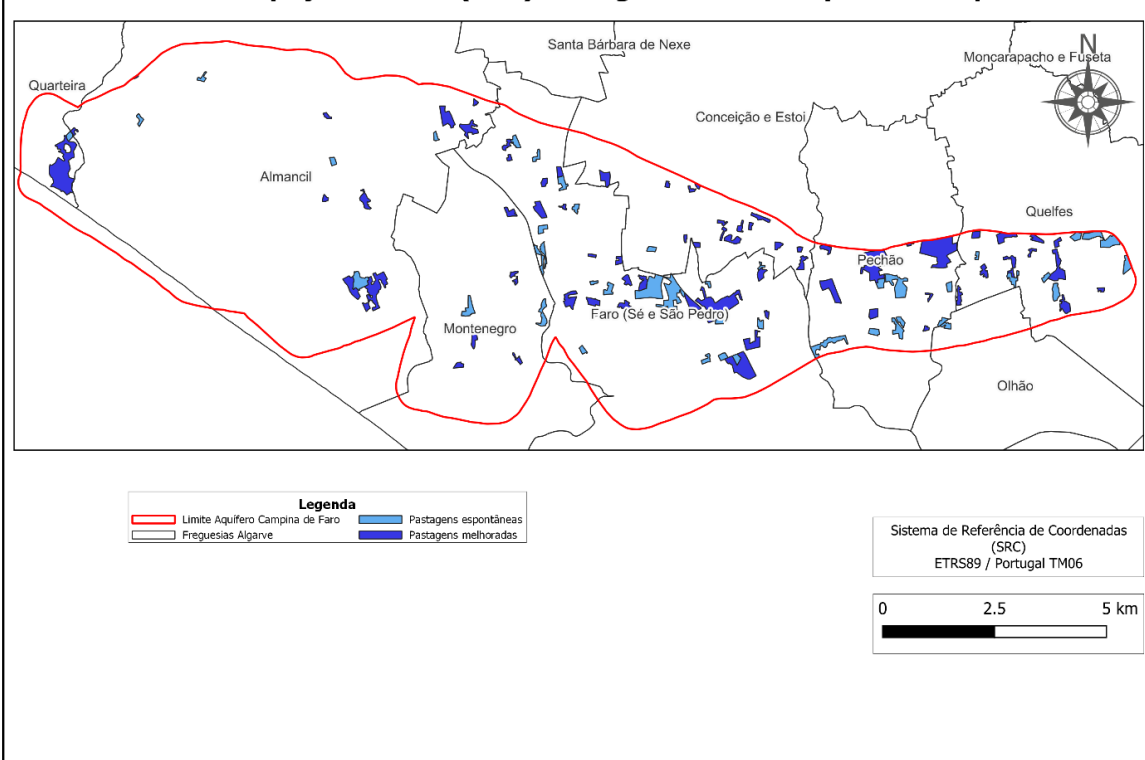 Santa Bárbara de Nexe
N
Moncarapacho e Fuseta
Quarteira
Conceição e Estoi
Almancil
Quelfes
Pechão
Faro (Sé e São Pedro)
Montenegro
Olhão
Legenda
Limite Aquífero Campina de Faro
Pastagens espontâneas
Freguesias Algarve
Pastagens melhoradas
Sistema de Referência de Coordenadas
(SRC)
ETRS89 / Portugal TM06
0 2.5 5 km